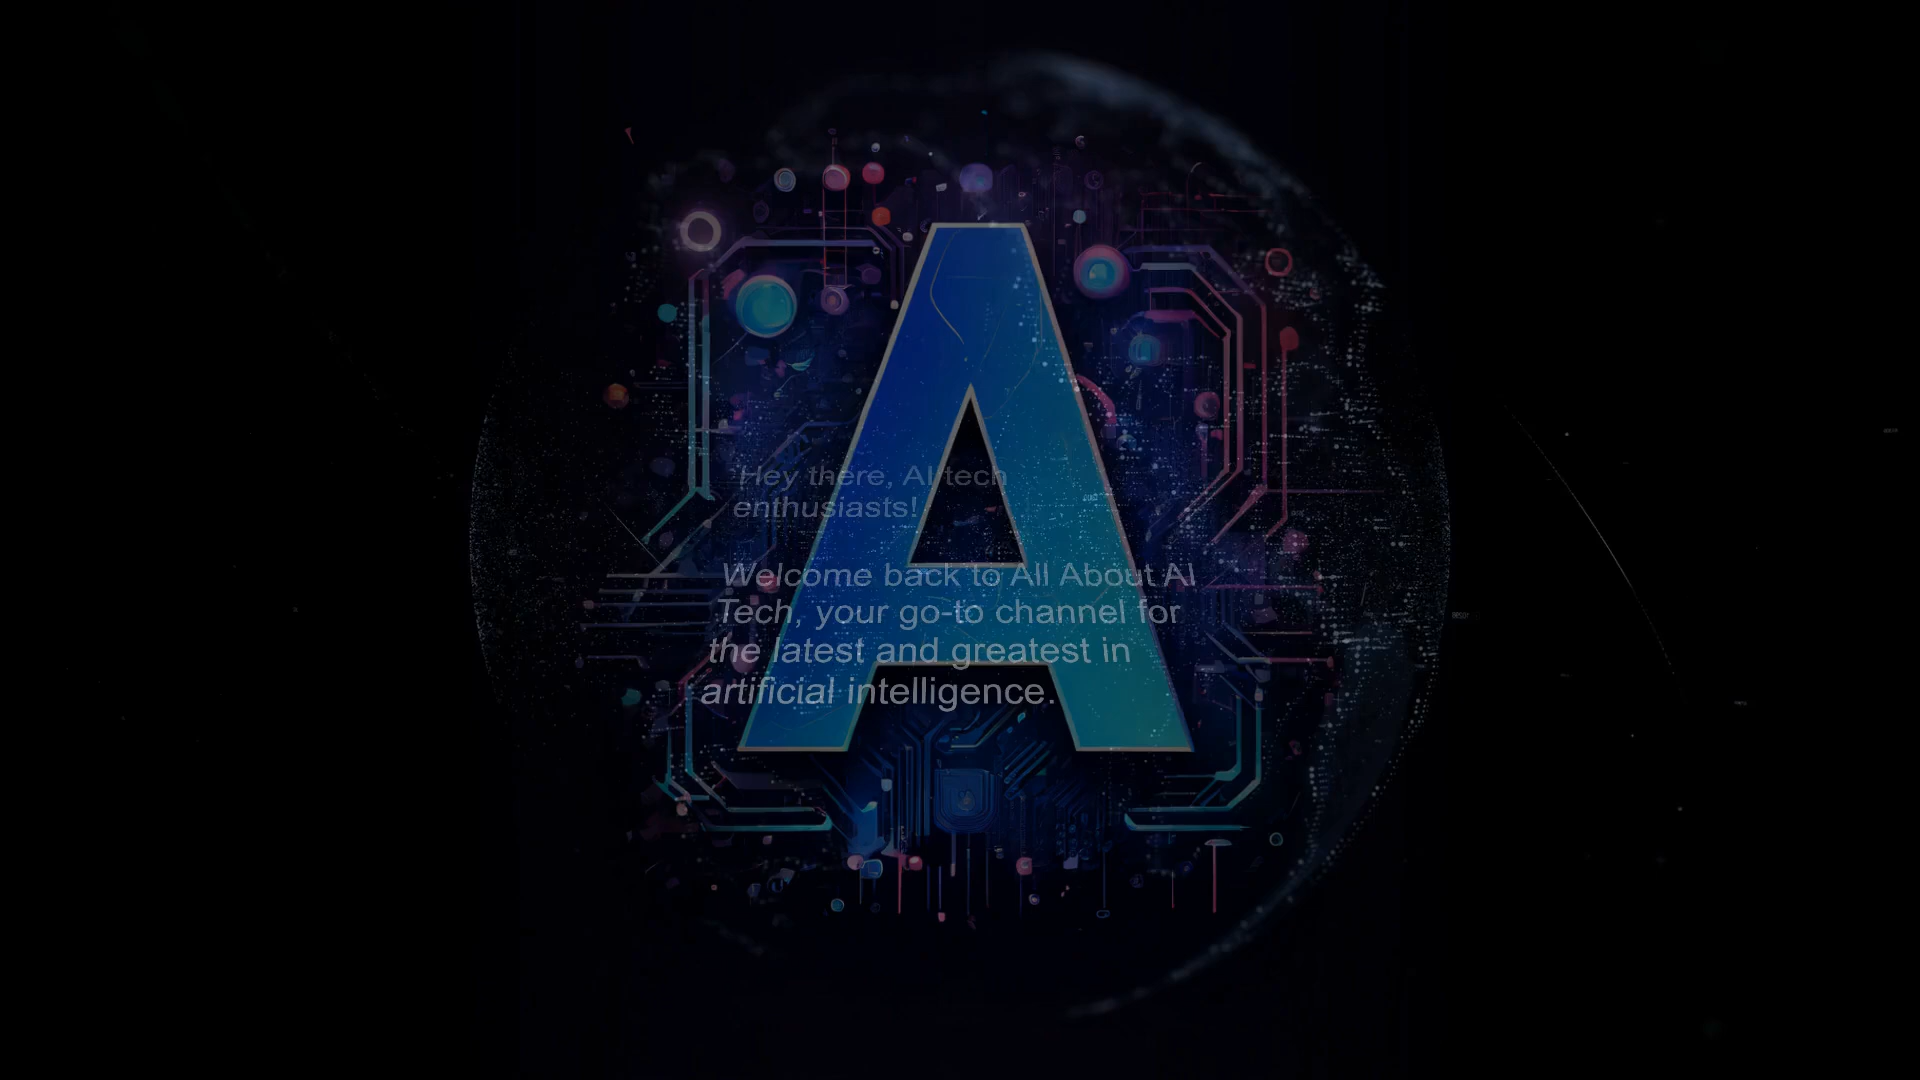 A
Hey there, AI tech
enthusiasts!
Welcome back to All About AI
Tech, your go-to channel for
the latest and greatest in
artificial intelligence.